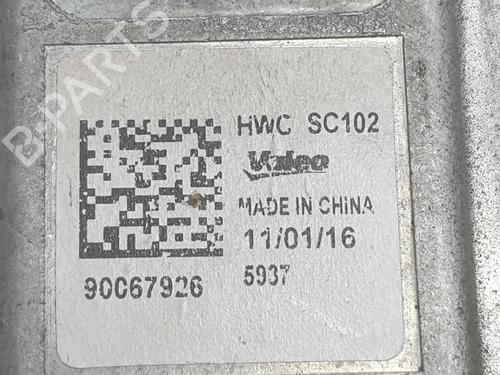 B-PARTS
HWC SC102
Valeo
MADE IN CHINA
11/01/16
90067926
5937